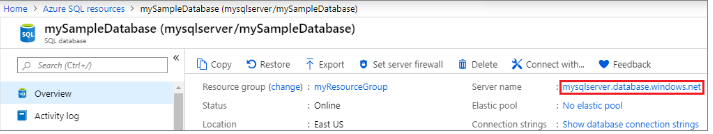 Home > Azure SQL resources > mySampleDatabase (mysqlserver/mySampleDatabase)
mySampleDatabase (mysqlserver/mySampleDatabase)
SQL database
Search (Ctrl+/)
Overview
Activity log
Copy Restore Export Set server firewall Delete Connect with... Feedback
Resource group (change) : myResourceGroup
Server name : mysqlserver.database.windows.net
Status : Online
Elastic pool : No elastic pool
Location : East US
Connection strings : Show database connection strings